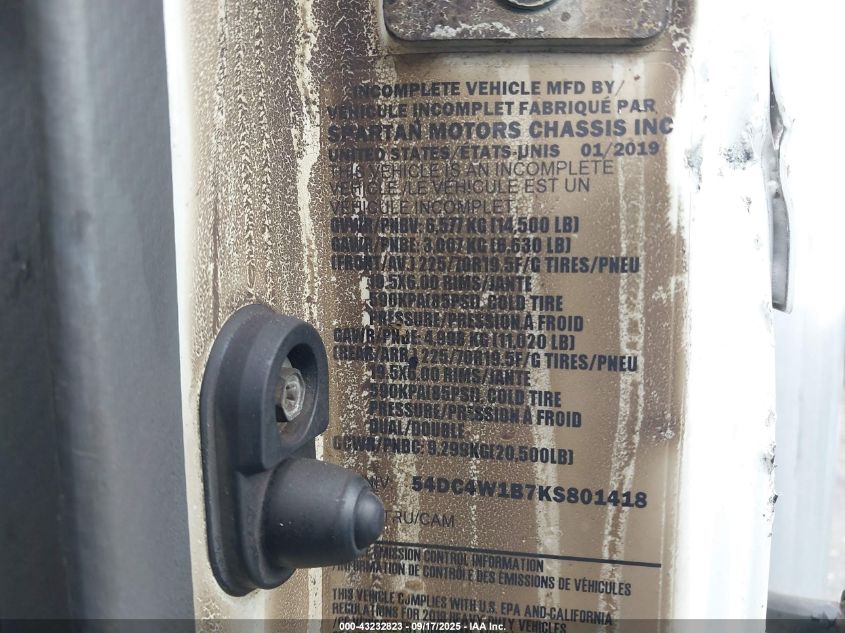 INCOMPLETE VEHICLE MFD BY/
VÉHICULE INCOMPLET FABRIQUÉ PAR
SPARTAN MOTORS CHASSIS INC
UNITED STATES/ÉTATS-UNIS 01/2019
THIS VEHICLE IS AN INCOMPLETE
VEHICLE./LE VÉHICULE EST UN
VÉHICULE INCOMPLET.
GVWR/PNBV: 6,577 KG [14,500 LB]
GAWR/PNBE: 3,007 KG [6,630 LB]
[FRONT/AV.] 225/70R19.5F/G TIRES/PNEU
19.5X6.00 RIMS/JANTE
590KPA[85PSI], COLD TIRE
PRESSURE/PRESSION À FROID
GAWR/PNBE: 4,998 KG [11,020 LB]
[REAR/ARR.] 225/70R19.5F/G TIRES/PNEU
19.5X6.00 RIMS/JANTE
590KPA[85PSI], COLD TIRE
PRESSURE/PRESSION À FROID
DUAL/DOUBLE
GCWR/PNBC: 9,299KG[20,500LB]
54DC4W1B7KS801418
TRU/CAM
EMISSION CONTROL INFORMATION
INFORMATION DE CONTRÔLE DES ÉMISSIONS DE VÉHICULES
THIS VEHICLE COMPLIES WITH U.S. EPA AND CALIFORNIA
REGULATIONS FOR 2019 HEAVY DUTY VEHICLES
000-43232823 - 09/17/2025 - IAA Inc.